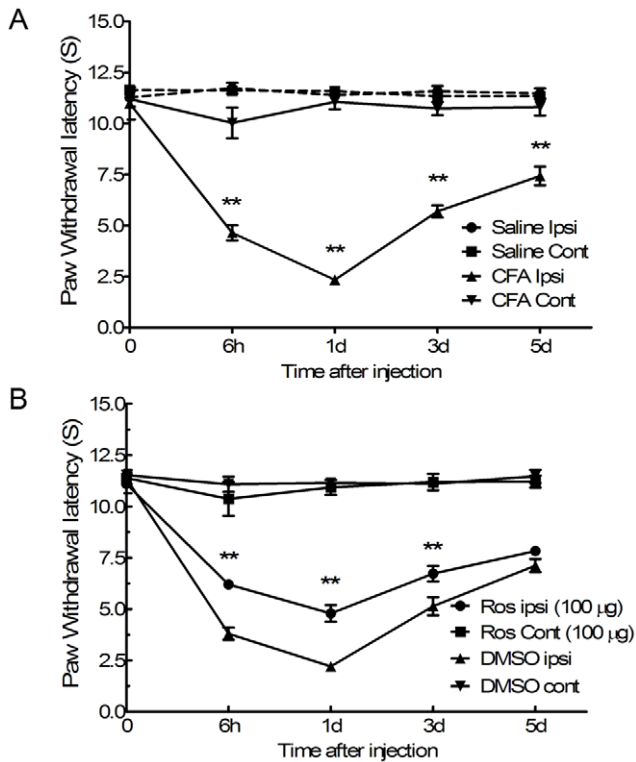 A
Paw Withdrawal latency (S)
15.0
12.5
10.0
7.5
5.0
2.5
0.0
**
**
**
**
Saline Ipsi
Saline Cont
CFA Ipsi
CFA Cont
0
6h
1d
3d
5d
Time after injection
B
Paw Withdrawal latency (S)
15.0
12.5
10.0
7.5
5.0
2.5
0.0
**
**
**
Ros ipsi (100 μg)
Ros Cont (100 μg)
DMSO ipsi
DMSO cont
0
6h
1d
3d
5d
Time after injection